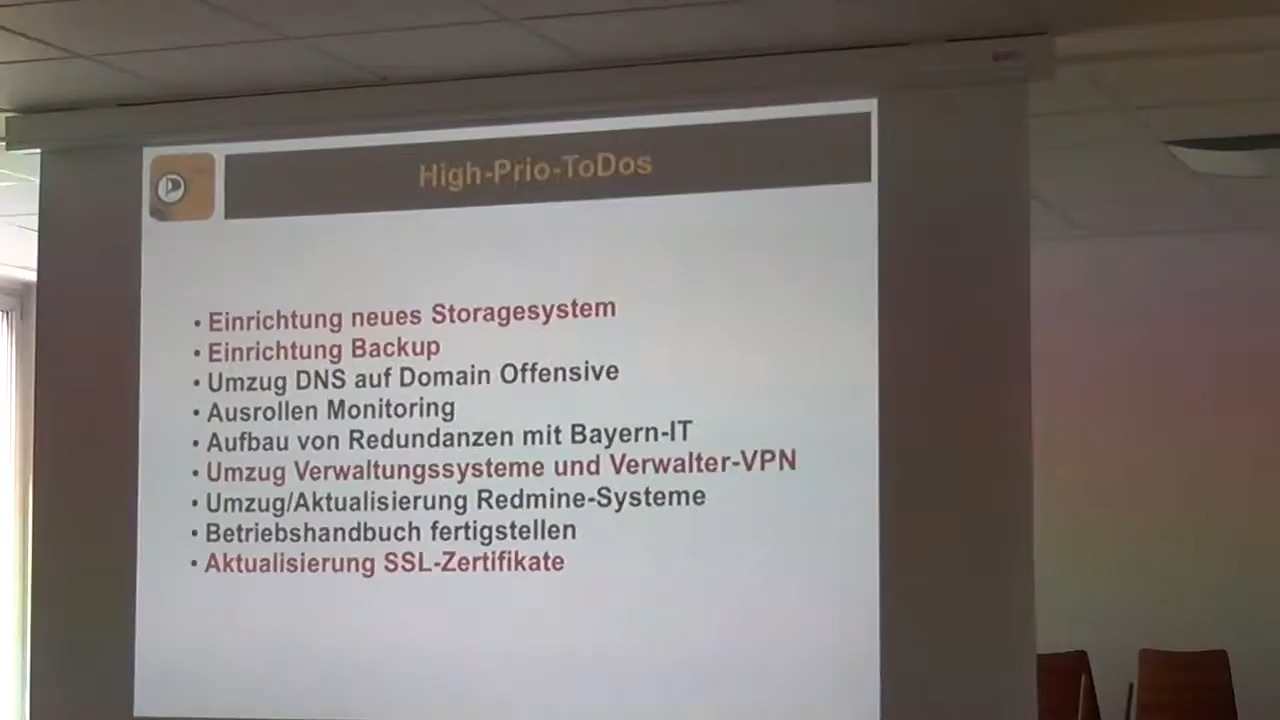 High-Prio-ToDos
• Einrichtung neues Storagesystem
• Einrichtung Backup
• Umzug DNS auf Domain Offensive
• Ausrollen Monitoring
• Aufbau von Redundanzen mit Bayern-IT
• Umzug Verwaltungssysteme und Verwalter-VPN
• Umzug/Aktualisierung Redmine-Systeme
• Betriebshandbuch fertigstellen
• Aktualisierung SSL-Zertifikate